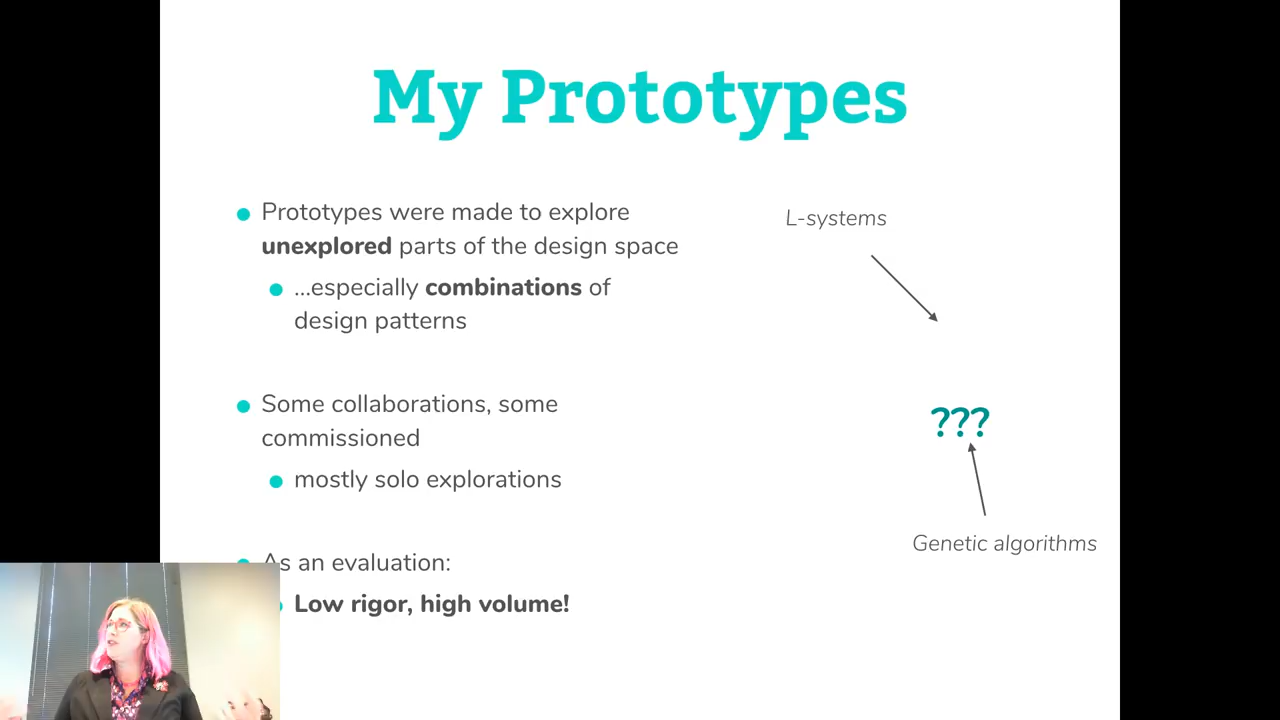 My Prototypes
Prototypes were made to explore
unexplored parts of the design space
...especially combinations of
design patterns
Some collaborations, some
commissioned
mostly solo explorations
As an evaluation:
Low rigor, high volume!
L-systems
???
Genetic algorithms